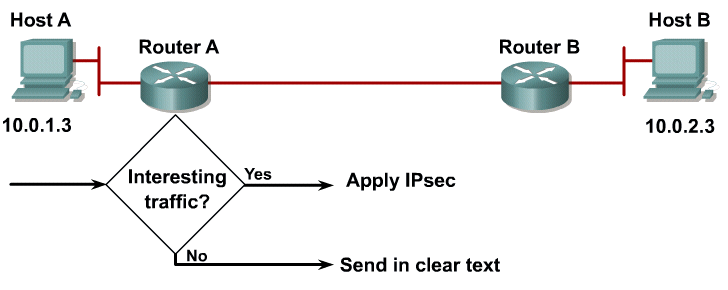 Host A
Host B
Router A
Router B
10.0.1.3
10.0.2.3
Interesting
traffic?
Yes
Apply IPsec
No
Send in clear text